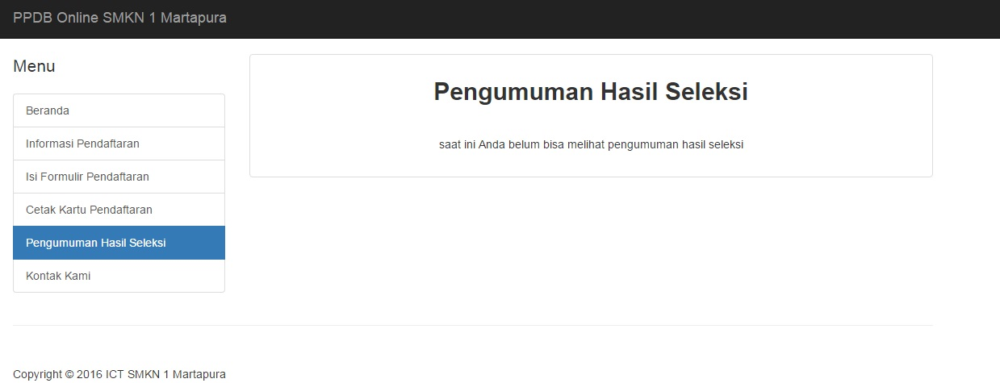 PPDB Online SMKN 1 Martapura
Menu
Beranda
Informasi Pendaftaran
Isi Formulir Pendaftaran
Cetak Kartu Pendaftaran
Pengumuman Hasil Seleksi
Kontak Kami
Pengumuman Hasil Seleksi
saat ini Anda belum bisa melihat pengumuman hasil seleksi
Copyright © 2016 ICT SMKN 1 Martapura